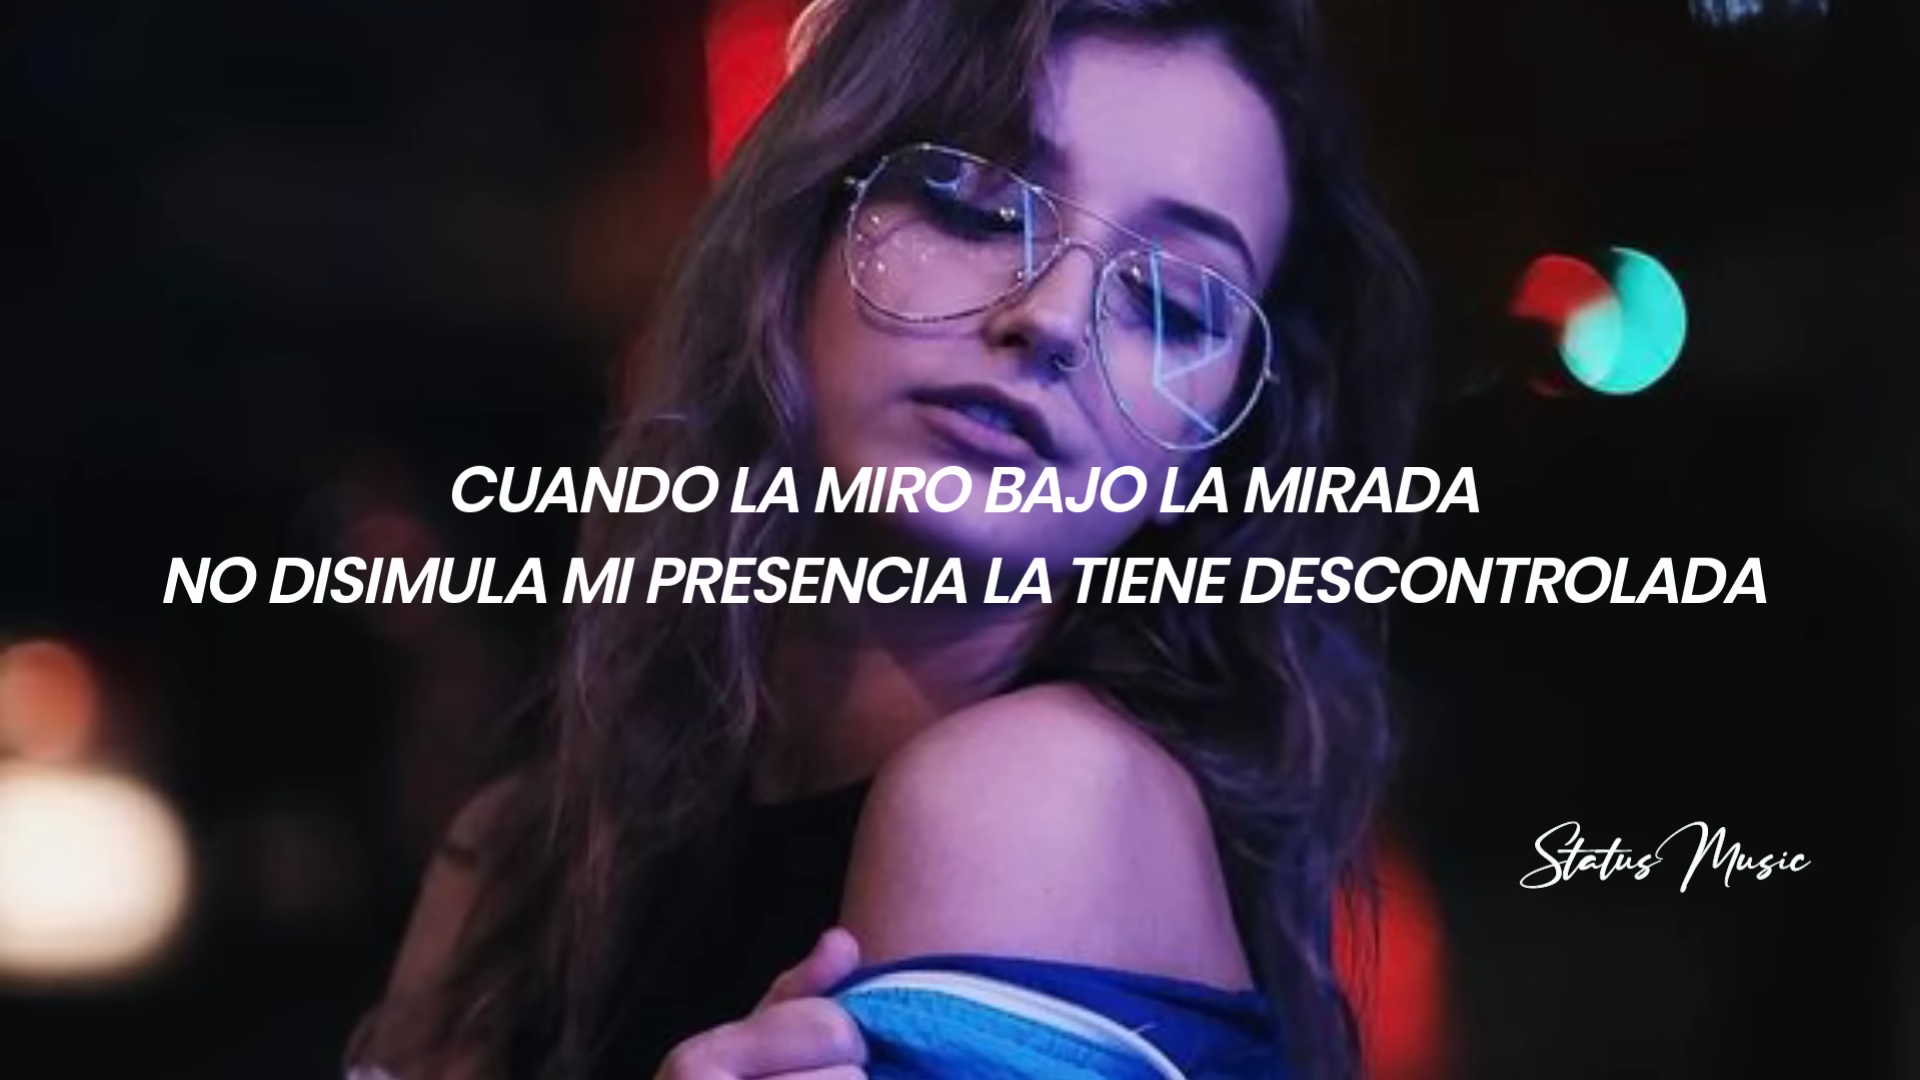 CUANDO LA MIRO BAJO LA MIRADA
NO DISIMULA MI PRESENCIA LA TIENE DESCONTROLADA
Status Music